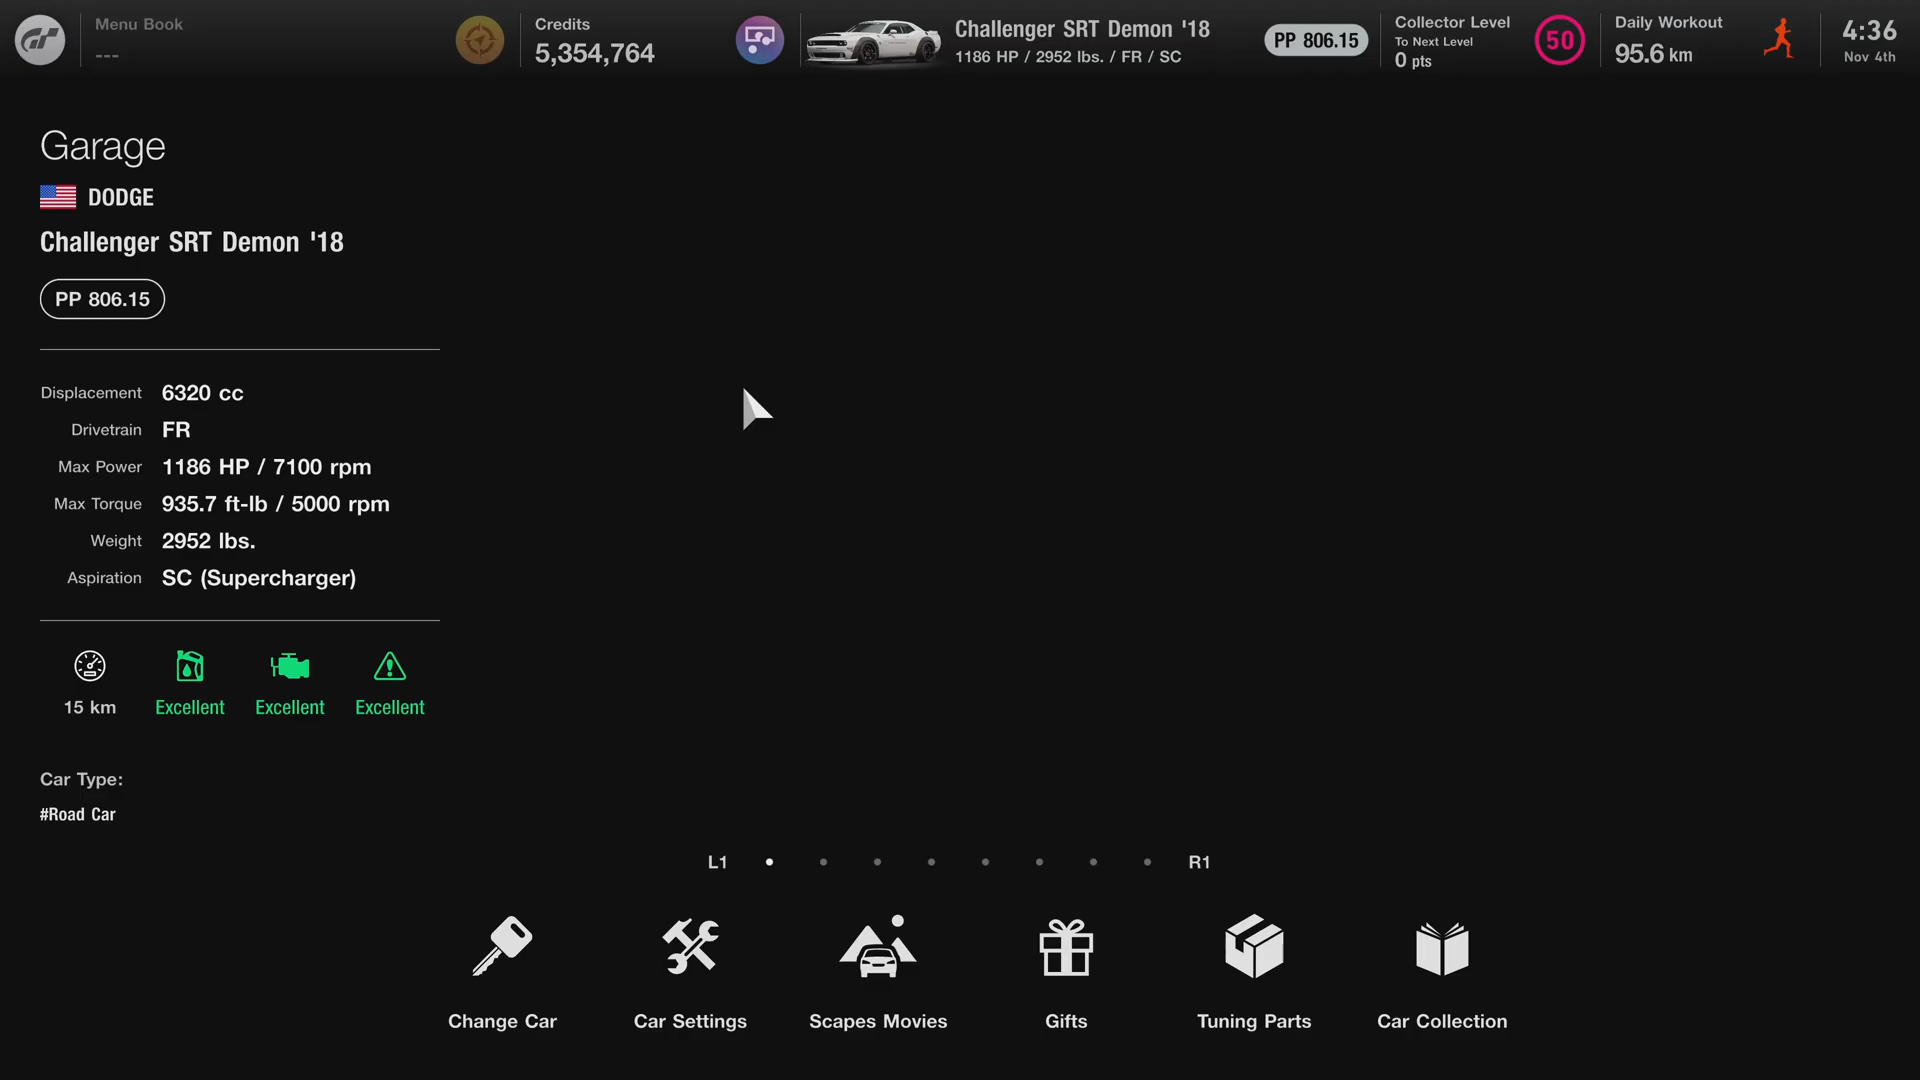 Menu Book
---
Credits
5,354,764
Challenger SRT Demon '18
1186 HP / 2952 lbs. / FR / SC
PP 806.15
Collector Level
To Next Level
0 pts
50
Daily Workout
95.6 km
4:36
Nov 4th
Garage
DODGE
Challenger SRT Demon '18
PP 806.15
Displacement 6320 cc
Drivetrain FR
Max Power 1186 HP / 7100 rpm
Max Torque 935.7 ft-lb / 5000 rpm
Weight 2952 lbs.
Aspiration SC (Supercharger)
15 km Excellent Excellent Excellent
Car Type:
#Road Car
L1 R1
Change Car Car Settings Scapes Movies Gifts Tuning Parts Car Collection